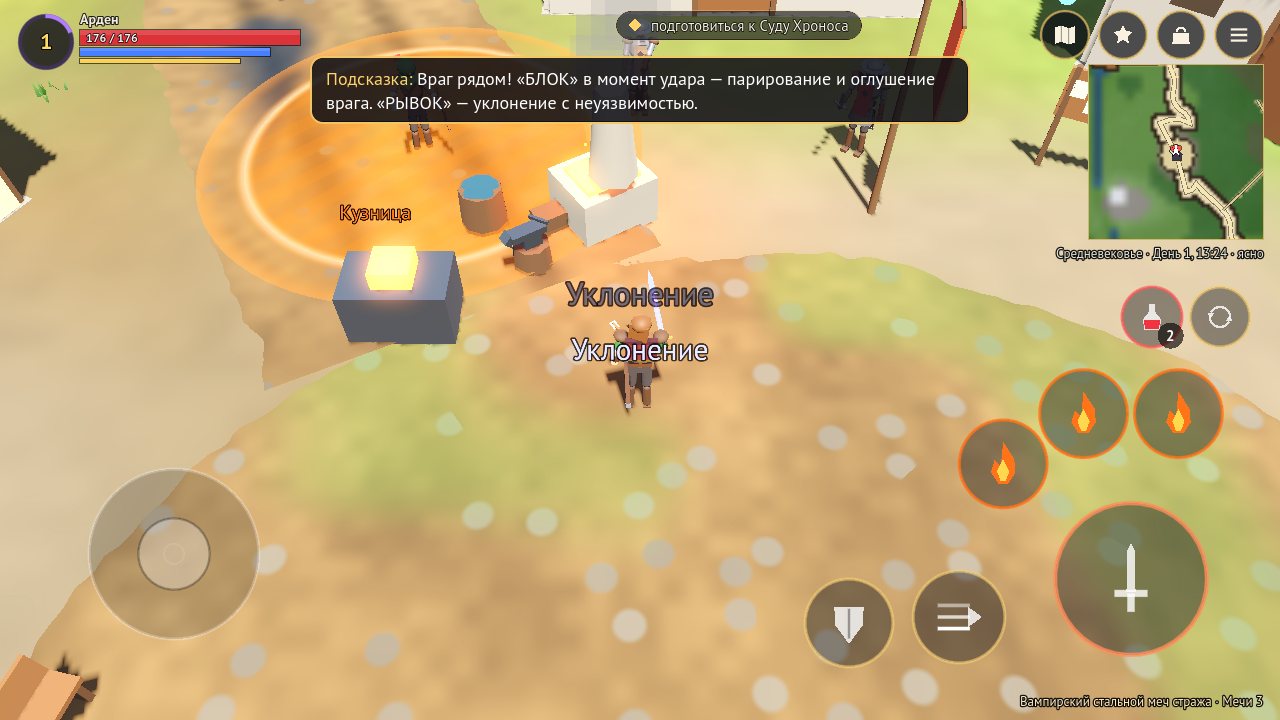 Арден
1
176 / 176
подготовиться к Суду Хроноса
Подсказка: Враг рядом! «БЛОК» в момент удара — парирование и оглушение
врага. «РЫВОК» — уклонение с неуязвимостью.
Кузница
Средневековье · День 1, 13:24 · ясно
Уклонение
Уклонение
2
Вампирский стальной меч стража · Мечи 3